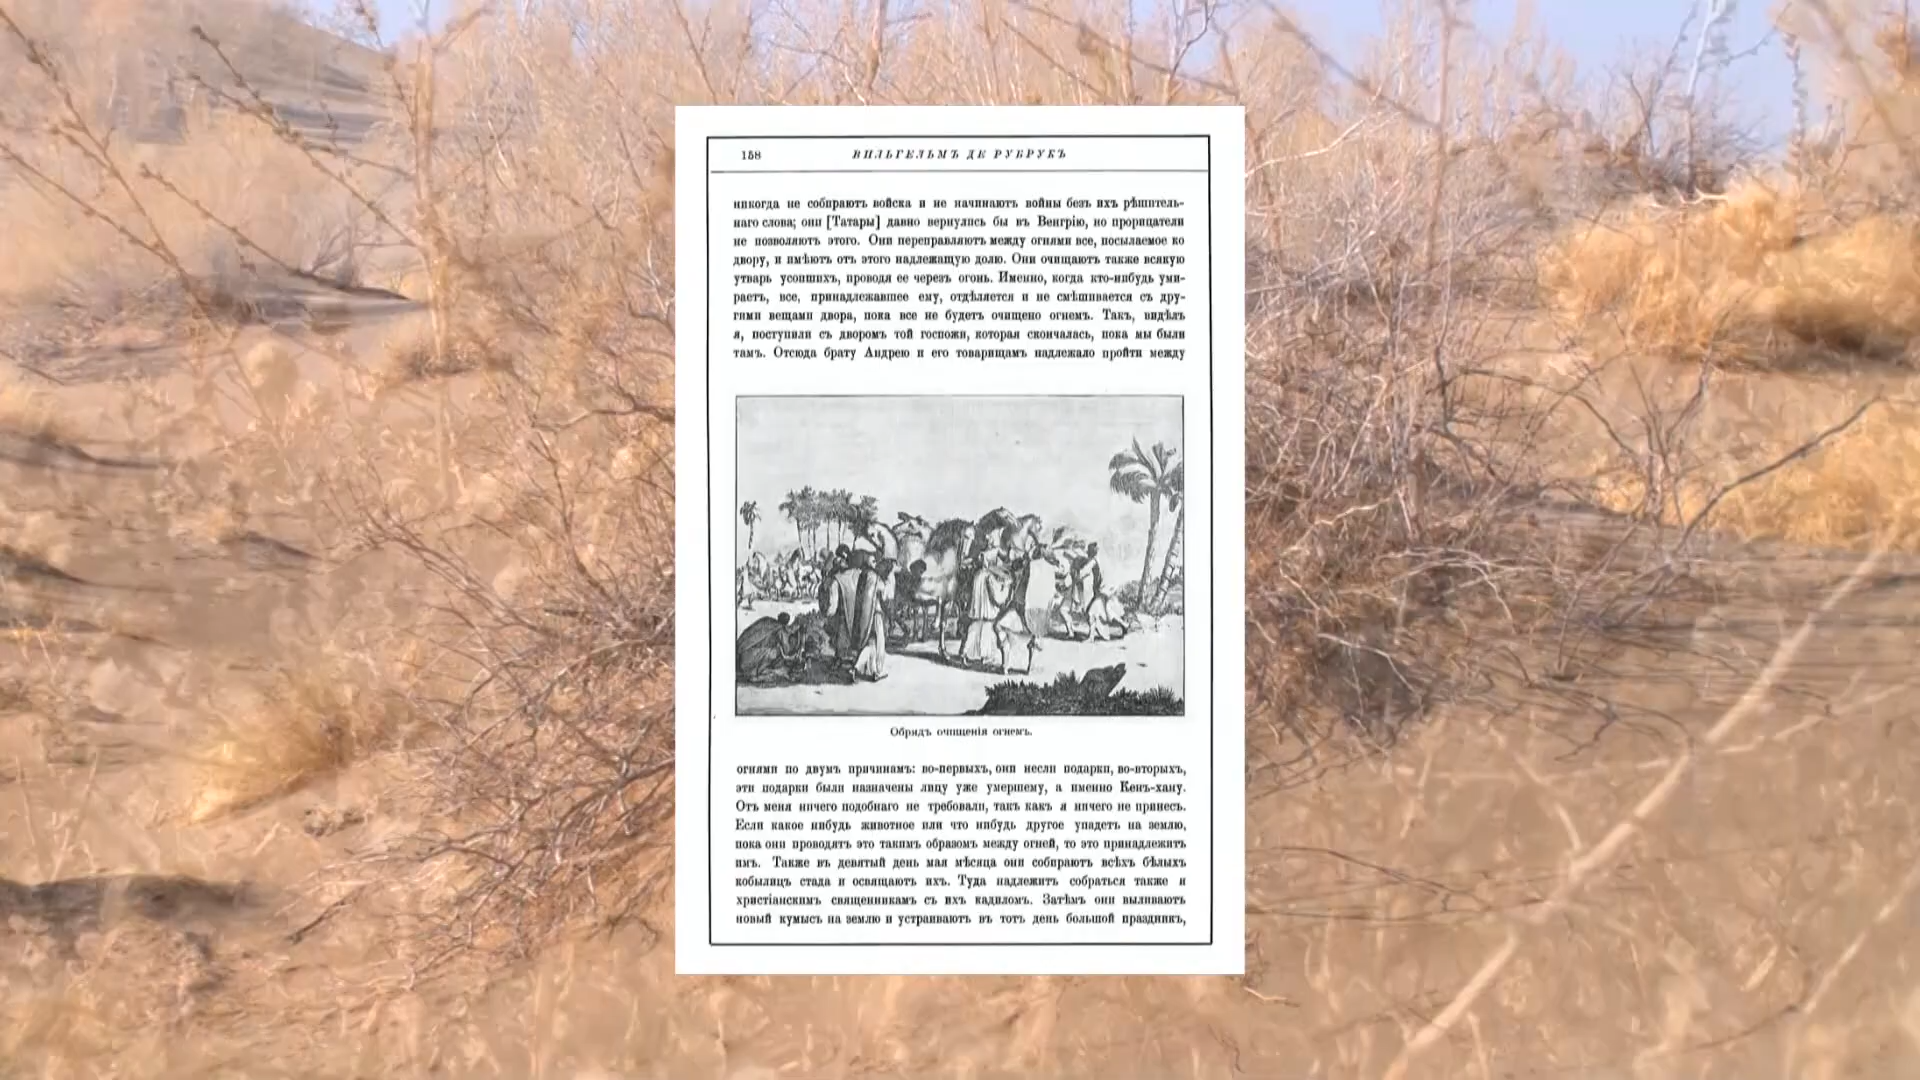 158
ВИЛЬГЕЛЬМЪ ДЕ РУБРУКЪ
никогда не собираютъ войска и не начинаютъ войны безъ ихъ рѣшитель-
наго слова; они [Татары] давно вернулись бы въ Венгрію, но прорицатели
не позволяютъ этого. Они переправляютъ между огнями все, посылаемое ко
двору, и имѣютъ отъ этого надлежащую долю. Они очищаютъ также всякую
утварь усопшихъ, проводя ее черезъ огонь. Именно, когда кто-нибудь уми-
раетъ, все, принадлежавшее ему, отдѣляется и не смѣшивается съ дру-
гими вещами двора, пока все не будетъ очищено огнемъ. Такъ, видѣлъ
я, поступили съ дворомъ той госпожи, которая скончалась, пока мы были
тамъ. Отсюда брату Андрею и его товарищамъ надлежало пройти между
Обрядъ очищенія огнемъ.
огнями по двумъ причинамъ: во-первыхъ, они несли подарки, во-вторыхъ,
эти подарки были назначены лицу уже умершему, а именно Кенъ-хану.
Отъ меня ничего подобнаго не требовали, такъ какъ я ничего не принесъ.
Если какое нибудь животное или что нибудь другое упадетъ на землю,
пока они проводятъ это такимъ образомъ между огней, то это принадлежитъ
имъ. Также въ девятый день мая мѣсяца они собираютъ всѣхъ бѣлыхъ
кобылицъ стада и освящаютъ ихъ. Туда надлежитъ собраться также и
христіанскимъ священникамъ съ ихъ кадиломъ. Затѣмъ они выливаютъ
новый кумысъ на землю и устраиваютъ въ тотъ день большой праздникъ,